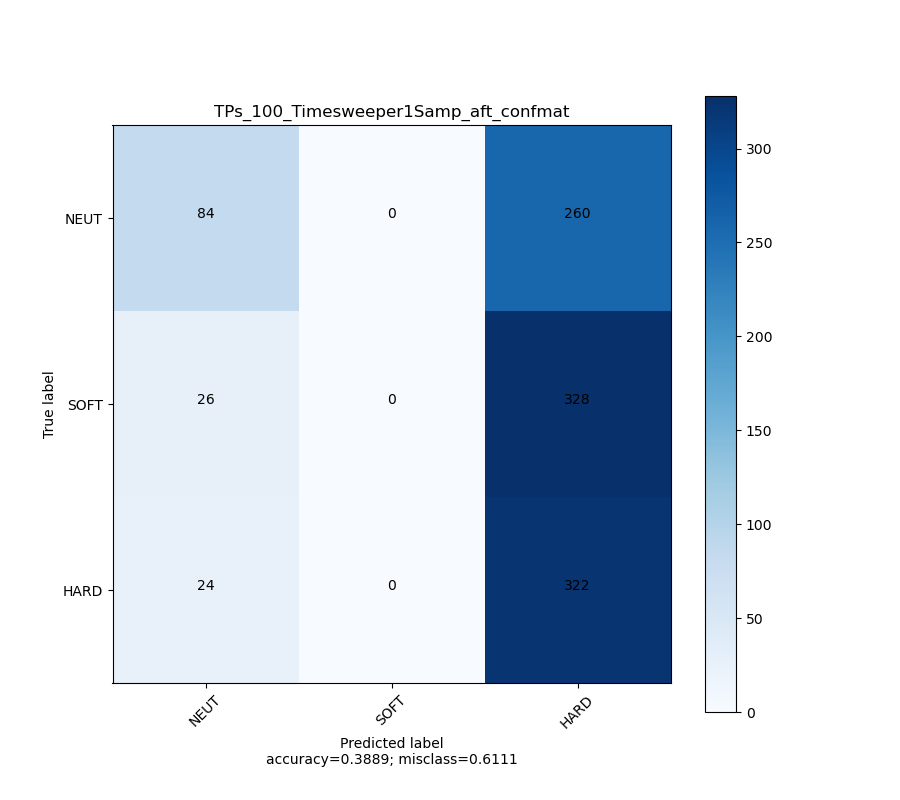 TPs_100_Timesweeper1Samp_aft_confmat
NEUT
84
0
260
SOFT
26
0
328
HARD
24
0
322
True label
NEUT
SOFT
HARD
Predicted label
accuracy=0.3889; misclass=0.6111
300
250
200
150
100
50
0